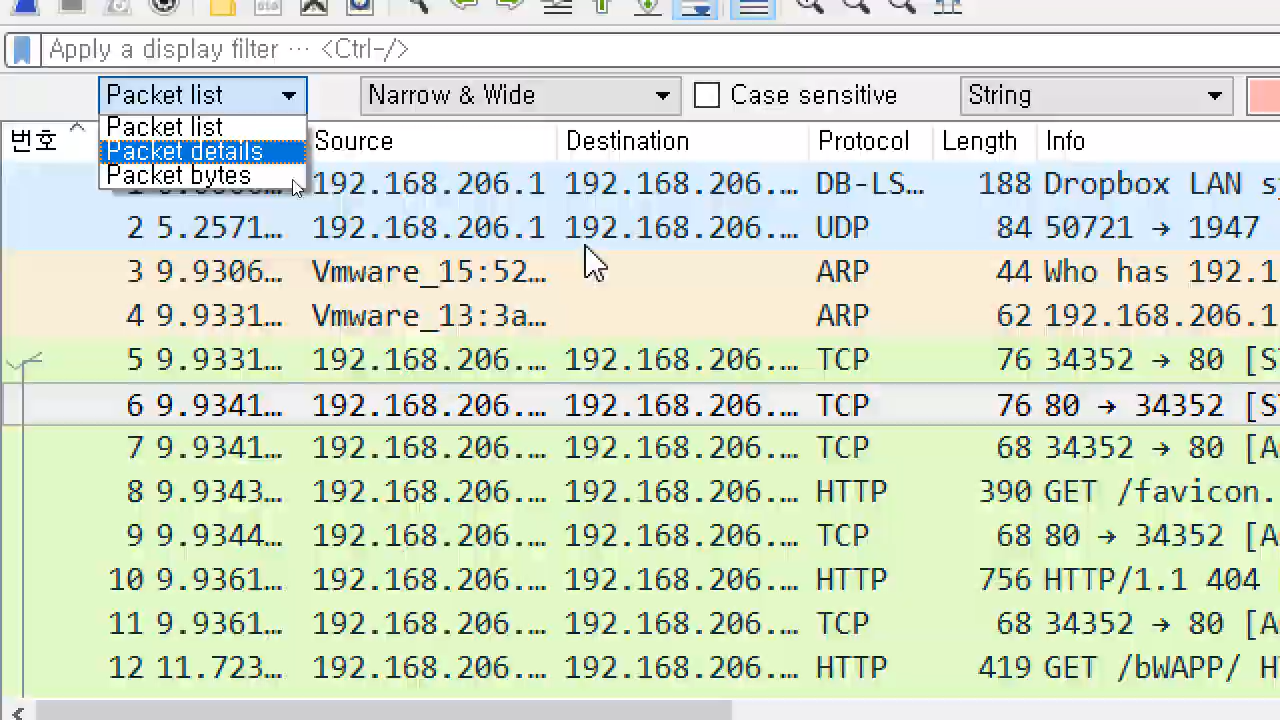 Apply a display filter ··· <Ctrl-/>
Packet list Narrow & Wide Case sensitive String
Packet list
Packet details
Packet bytes
번호 Source Destination Protocol Length Info
1 192.168.206.1 192.168.206.... DB-LS... 188 Dropbox LAN
2 5.2571... 192.168.206.1 192.168.206.... UDP 84 50721 → 1947
3 9.9306... Vmware_15:52... ARP 44 Who has 192.1
4 9.9331... Vmware_13:3a... ARP 62 192.168.206.1
5 9.9331... 192.168.206.... 192.168.206.... TCP 76 34352 → 80 [S
6 9.9341... 192.168.206.... 192.168.206.... TCP 76 80 → 34352 [S
7 9.9341... 192.168.206.... 192.168.206.... TCP 68 34352 → 80 [A
8 9.9343... 192.168.206.... 192.168.206.... HTTP 390 GET /favicon.
9 9.9344... 192.168.206.... 192.168.206.... TCP 68 80 → 34352 [A
10 9.9361... 192.168.206.... 192.168.206.... HTTP 756 HTTP/1.1 404
11 9.9361... 192.168.206.... 192.168.206.... TCP 68 34352 → 80 [A
12 11.723... 192.168.206.... 192.168.206.... HTTP 419 GET /bWAPP/ H